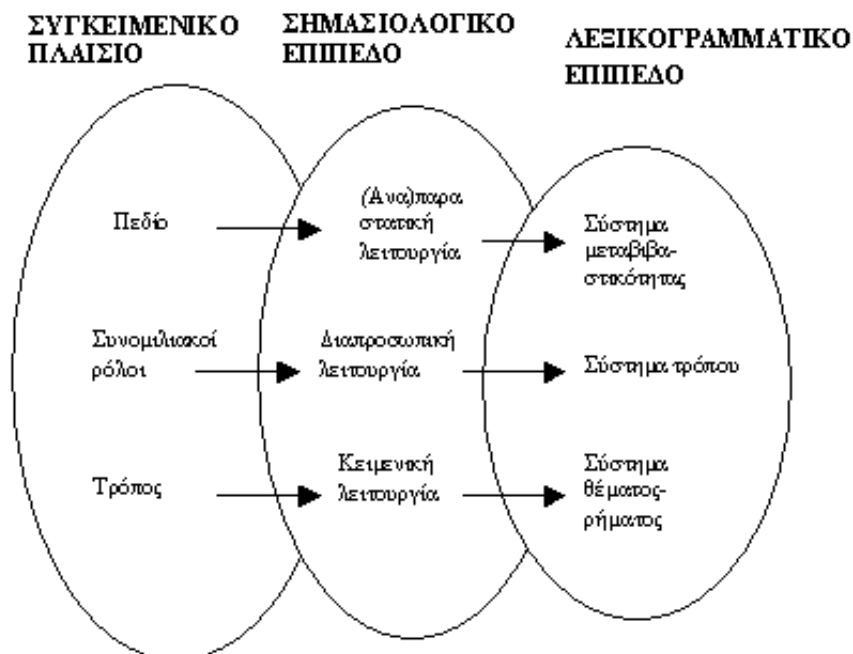 ΣΥΓΚΕΙΜΕΝΙΚΟ
ΠΛΑΙΣΙΟ
ΣΗΜΑΣΙΟΛΟΓΙΚΟ
ΕΠΙΠΕΔΟ
ΛΕΞΙΚΟΓΡΑΜΜΑΤΙΚΟ
ΕΠΙΠΕΔΟ
Πεδίο
(Ανα)παρα
στατική
λειτουργία
Σύστημα
μεταβιβα-
στικότητας
Συνομιλιακοί
ρόλοι
Διαπροσωπική
λειτουργία
Σύστημα τρόπου
Τρόπος
Κειμενική
λειτουργία
Σύστημα
θέματος-
ρήματος